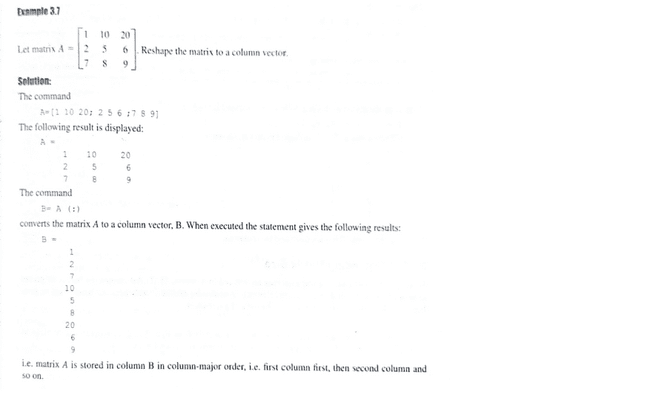 Example 3.7
Let matrix A = [1 10 20
2 5 6
7 8 9]. Reshape the matrix to a column vector.
Solution:
The command
A=[1 10 20; 2 5 6 ;7 8 9]
The following result is displayed:
A =
1 10 20
2 5 6
7 8 9
The command
B= A (:)
converts the matrix A to a column vector, B. When executed the statement gives the following results:
B =
1
2
7
10
5
8
20
6
9
i.e. matrix A is stored in column B in column-major order, i.e. first column first, then second column and
so on.